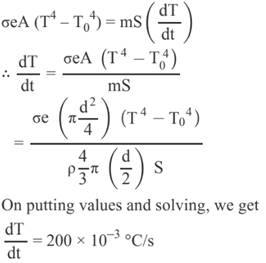 σeA (T⁴ – T₀⁴) = mS (dT/dt)
∴ dT/dt = σeA (T⁴ – T₀⁴) / mS
= σe (π d²/4) (T⁴ – T₀⁴) / ρ 4/3 π (d/2) S
On putting values and solving, we get
dT/dt = 200 × 10⁻³ °C/s